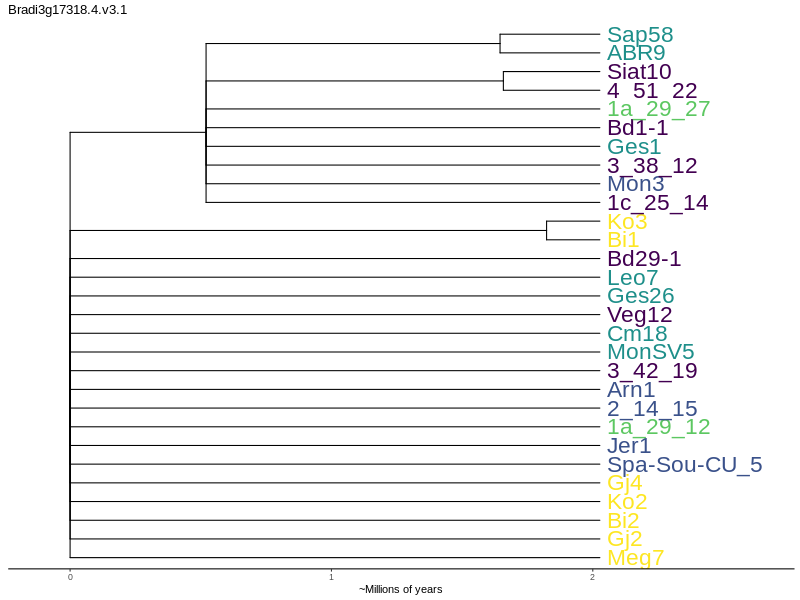 Bradi3g17318.4.v3.1
Sap58
ABR9
Siat10
4_51_22
1a_29_27
Bd1-1
Ges1
3_38_12
Mon3
1c_25_14
Ko3
Bi1
Bd29-1
Leo7
Ges26
Veg12
Cm18
MonSV5
3_42_19
Arn1
2_14_15
1a_29_12
Jer1
Spa-Sou-CU_5
Gj4
Ko2
Bi2
Gj2
Meg7
0 1 2
~Millions of years